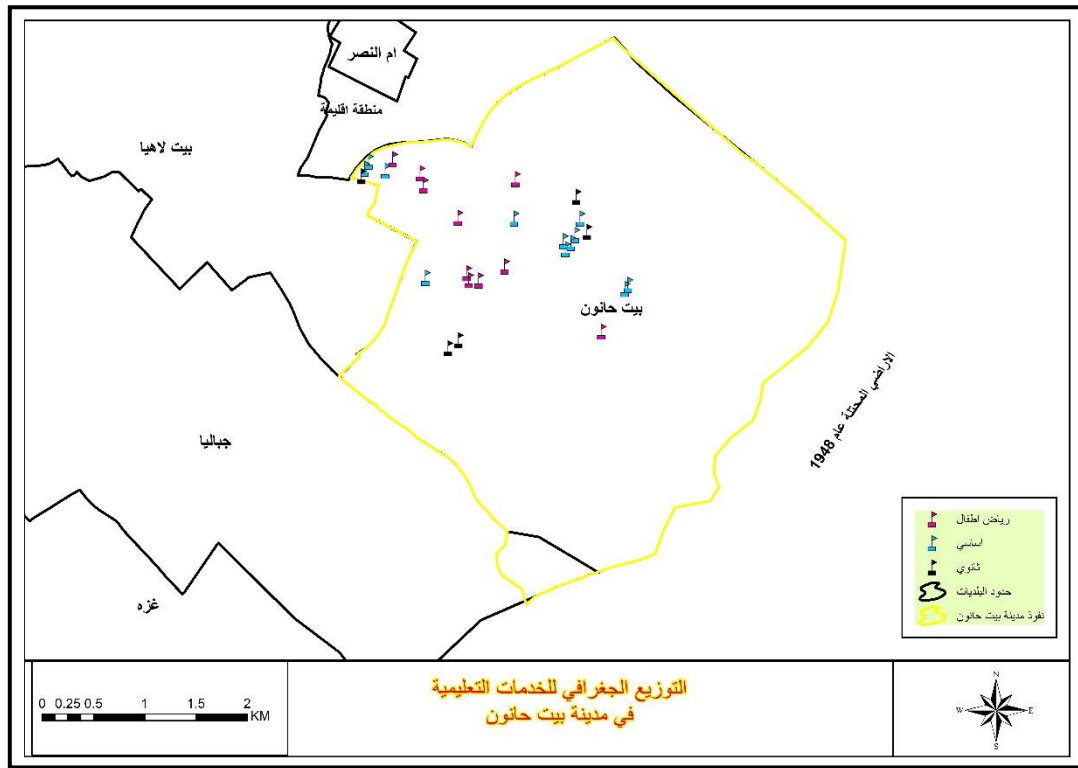 ام النصر
منطقة اقليمة
بيت لاهيا
بيت حانون
الاراضي المحتلة عام 1948
جباليا
غزه
رياض اطفال
اساسي
ثانوي
حدود البلديات
نفوذ مدينة بيت حانون
التوزيع الجغرافي للخدمات التعليمية
في مدينة بيت حانون
0 0.25 0.5 1 1.5 2
KM
N
W E
S